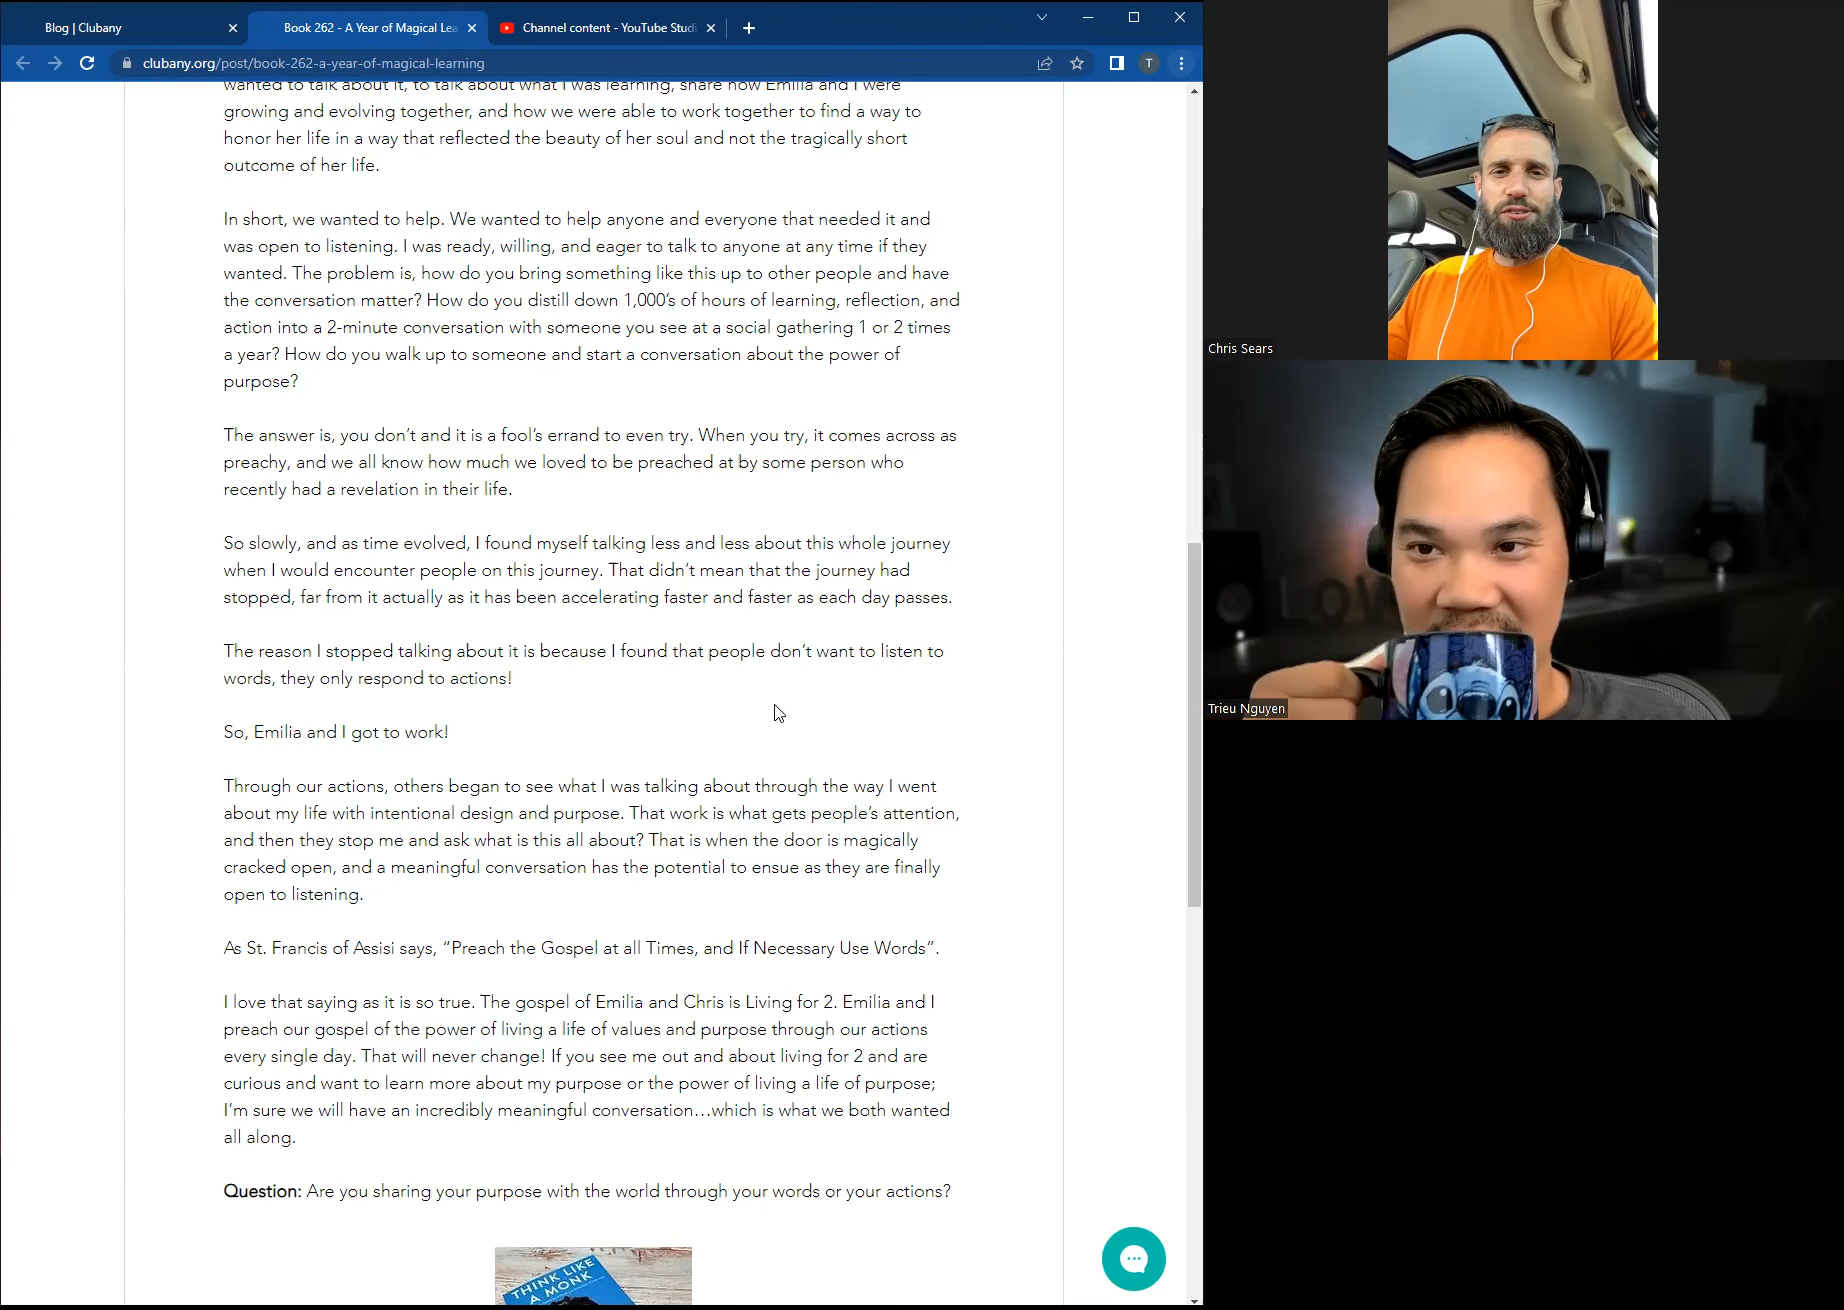 Blog | Clubany
Book 262 - A Year of Magical Lea
Channel content - YouTube Studi
clubany.org/post/book-262-a-year-of-magical-learning
T
wanted to talk about it, to talk about what I was learning, share how Emilia and I were
growing and evolving together, and how we were able to work together to find a way to
honor her life in a way that reflected the beauty of her soul and not the tragically short
outcome of her life.
In short, we wanted to help. We wanted to help anyone and everyone that needed it and
was open to listening. I was ready, willing, and eager to talk to anyone at any time if they
wanted. The problem is, how do you bring something like this up to other people and have
the conversation matter? How do you distill down 1,000's of hours of learning, reflection, and
action into a 2-minute conversation with someone you see at a social gathering 1 or 2 times
a year? How do you walk up to someone and start a conversation about the power of
purpose?
The answer is, you don't and it is a fool's errand to even try. When you try, it comes across as
preachy, and we all know how much we loved to be preached at by some person who
recently had a revelation in their life.
So slowly, and as time evolved, I found myself talking less and less about this whole journey
when I would encounter people on this journey. That didn't mean that the journey had
stopped, far from it actually as it has been accelerating faster and faster as each day passes.
The reason I stopped talking about it is because I found that people don't want to listen to
words, they only respond to actions!
So, Emilia and I got to work!
Through our actions, others began to see what I was talking about through the way I went
about my life with intentional design and purpose. That work is what gets people's attention,
and then they stop me and ask what is this all about? That is when the door is magically
cracked open, and a meaningful conversation has the potential to ensue as they are finally
open to listening.
As St. Francis of Assisi says, “Preach the Gospel at all Times, and If Necessary Use Words”.
I love that saying as it is so true. The gospel of Emilia and Chris is Living for 2. Emilia and I
preach our gospel of the power of living a life of values and purpose through our actions
every single day. That will never change! If you see me out and about living for 2 and are
curious and want to learn more about my purpose or the power of living a life of purpose;
I'm sure we will have an incredibly meaningful conversation…which is what we both wanted
all along.
Question: Are you sharing your purpose with the world through your words or your actions?
THINK LIKE
A MONK
Chris Sears
Trieu Nguyen